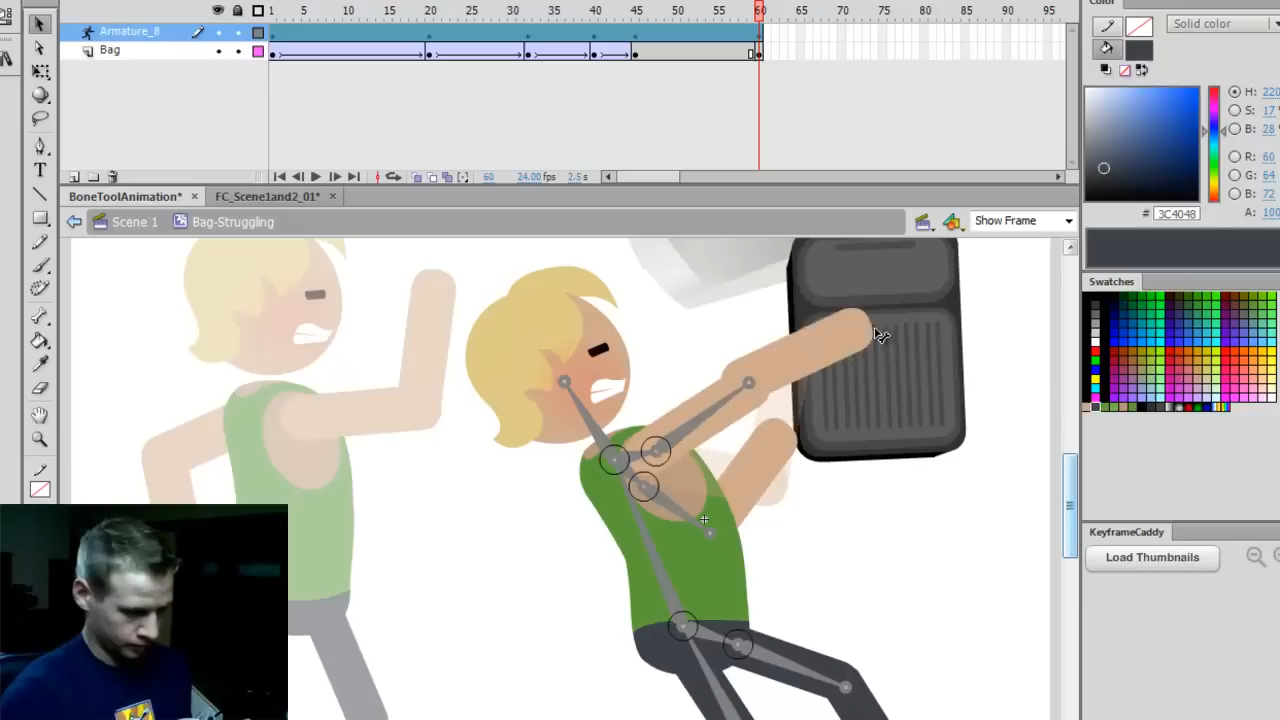 1 5 10 15 20 25 30 35 40 45 50 55 60 65 70 75 80 85 90 95
Color
Armature_8
Solid color
Bag
H: 220
S: 17
B: 28
R: 60
G: 64
B: 72
A: 100
60 24.00 fps 2.5 s
BoneToolAnimation* × FC_Scene1and2_01* ×
# 3C4048
Scene 1 Bag-Struggling Show Frame
T
Swatches
KeyframeCaddy
Load Thumbnails